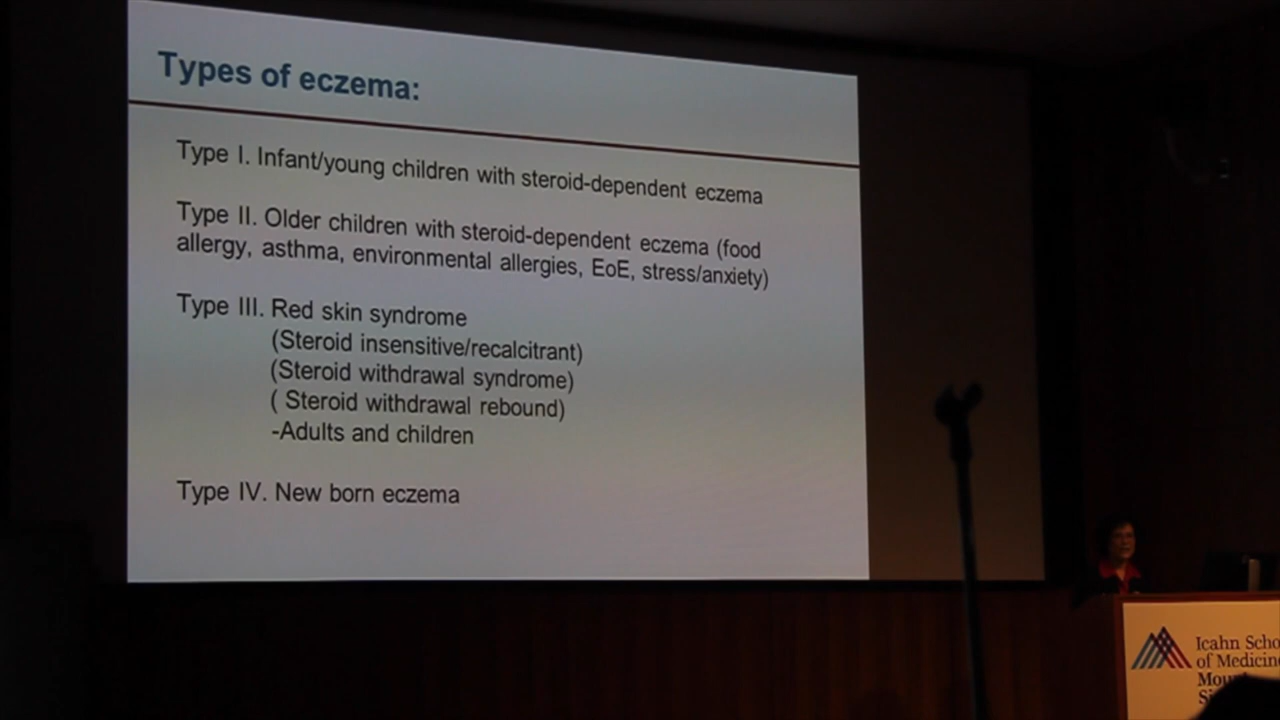 Types of eczema:
Type I. Infant/young children with steroid-dependent eczema
Type II. Older children with steroid-dependent eczema (food
allergy, asthma, environmental allergies, EoE, stress/anxiety)
Type III. Red skin syndrome
(Steroid insensitive/recalcitrant)
(Steroid withdrawal syndrome)
( Steroid withdrawal rebound)
-Adults and children
Type IV. New born eczema
Icahn
of Medicine